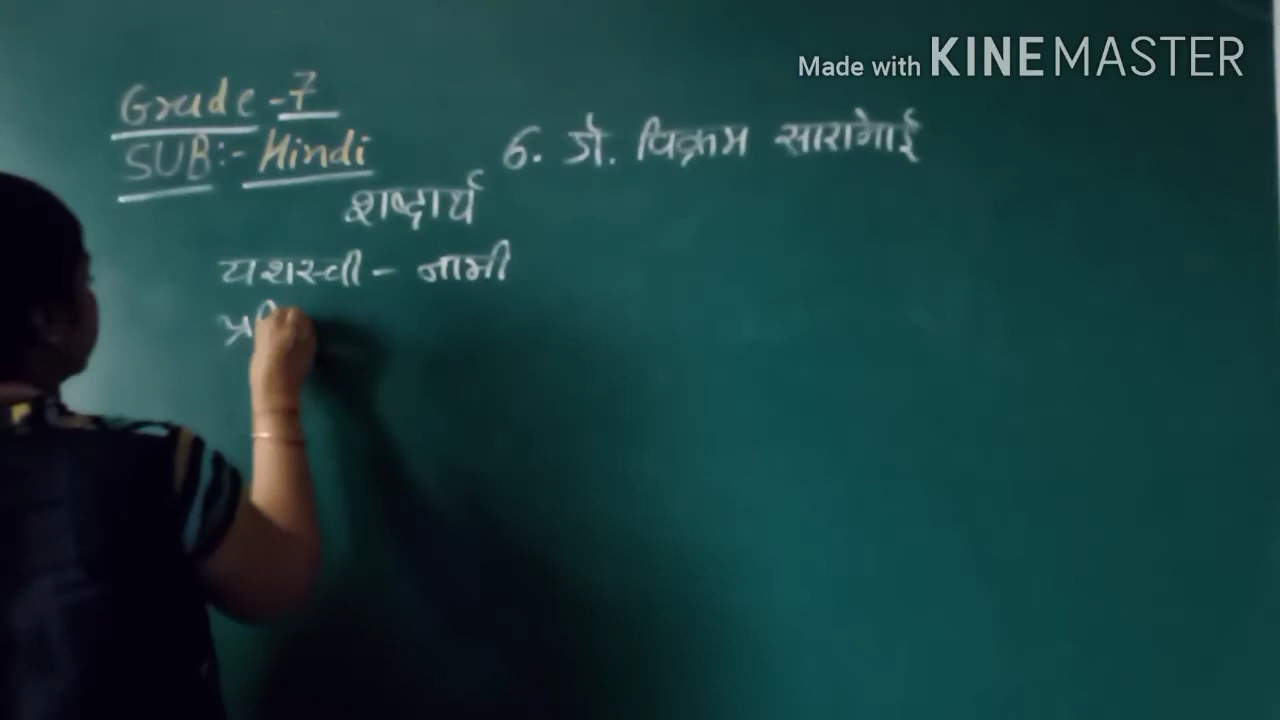 Made with KINEMASTER
Grade - 7
SUB:- Hindi
6. डॉ. विक्रम साराभाई
शब्दार्थ
यशस्वी - नामी